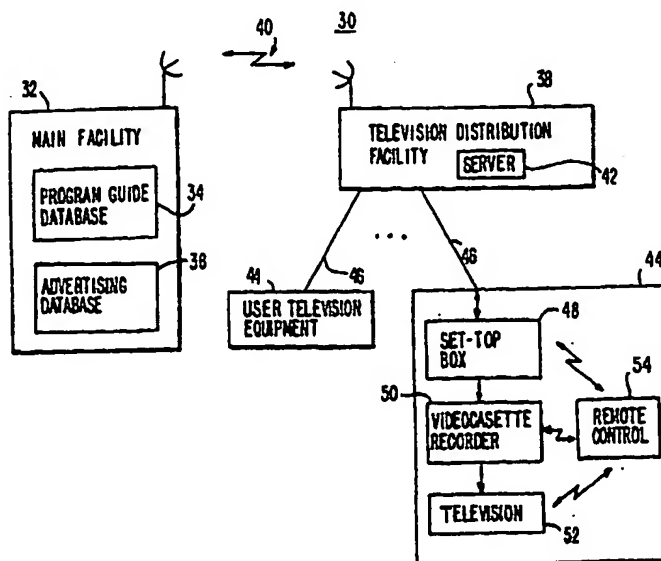 40
30
32
38
MAIN FACILITY
PROGRAM GUIDE
DATABASE
34
36
ADVERTISING
DATABASE
TELEVISION DISTRIBUTION
FACILITY
SERVER
42
...
44
46
46
44
USER TELEVISION
EQUIPMENT
48
SET-TOP
BOX
54
50
VIDEOCASETTE
RECORDER
REMOTE
CONTROL
TELEVISION
52